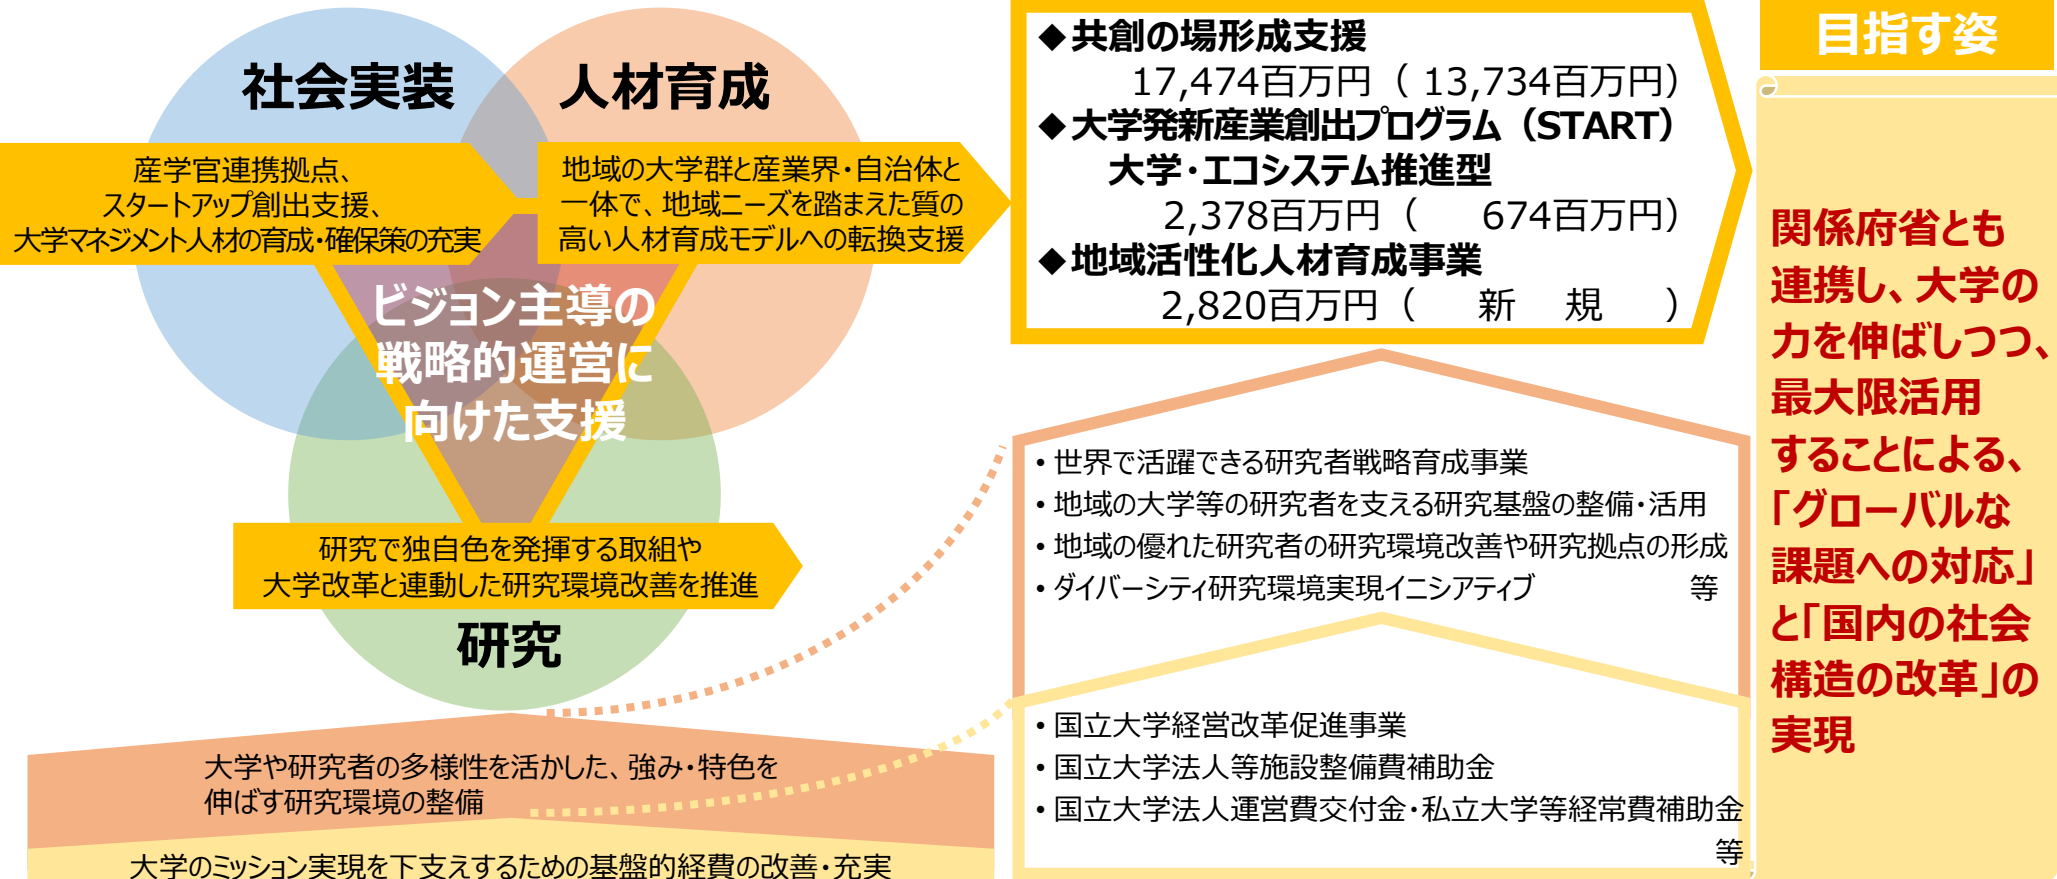 社会実装
人材育成
産学官連携拠点、
スタートアップ創出支援、
大学マネジメント人材の育成・確保策の充実
地域の大学群と産業界・自治体と
一体で、地域ニーズを踏まえた質の
高い人材育成モデルへの転換支援
ビジョン主導の
戦略的運営に
向けた支援
研究で独自色を発揮する取組や
大学改革と連動した研究環境改善を推進
研究
大学や研究者の多様性を活かした、強み・特色を
伸ばす研究環境の整備
大学のミッション実現を下支えするための基盤的経費の改善・充実
◆共創の場形成支援
17,474百万円（ 13,734百万円）
◆大学発新産業創出プログラム（START）
大学・エコシステム推進型
2,378百万円（ 674百万円）
◆地域活性化人材育成事業
2,820百万円（ 新 規 ）
・世界で活躍できる研究者戦略育成事業
・地域の大学等の研究者を支える研究基盤の整備・活用
・地域の優れた研究者の研究環境改善や研究拠点の形成
・ダイバーシティ研究環境実現イニシアティブ 等
・国立大学経営改革促進事業
・国立大学法人等施設整備費補助金
・国立大学法人運営費交付金・私立大学等経常費補助金
等
目指す姿
関係府省とも
連携し、大学の
力を伸ばしつつ、
最大限活用
することによる、
「グローバルな
課題への対応」
と「国内の社会
構造の改革」の
実現